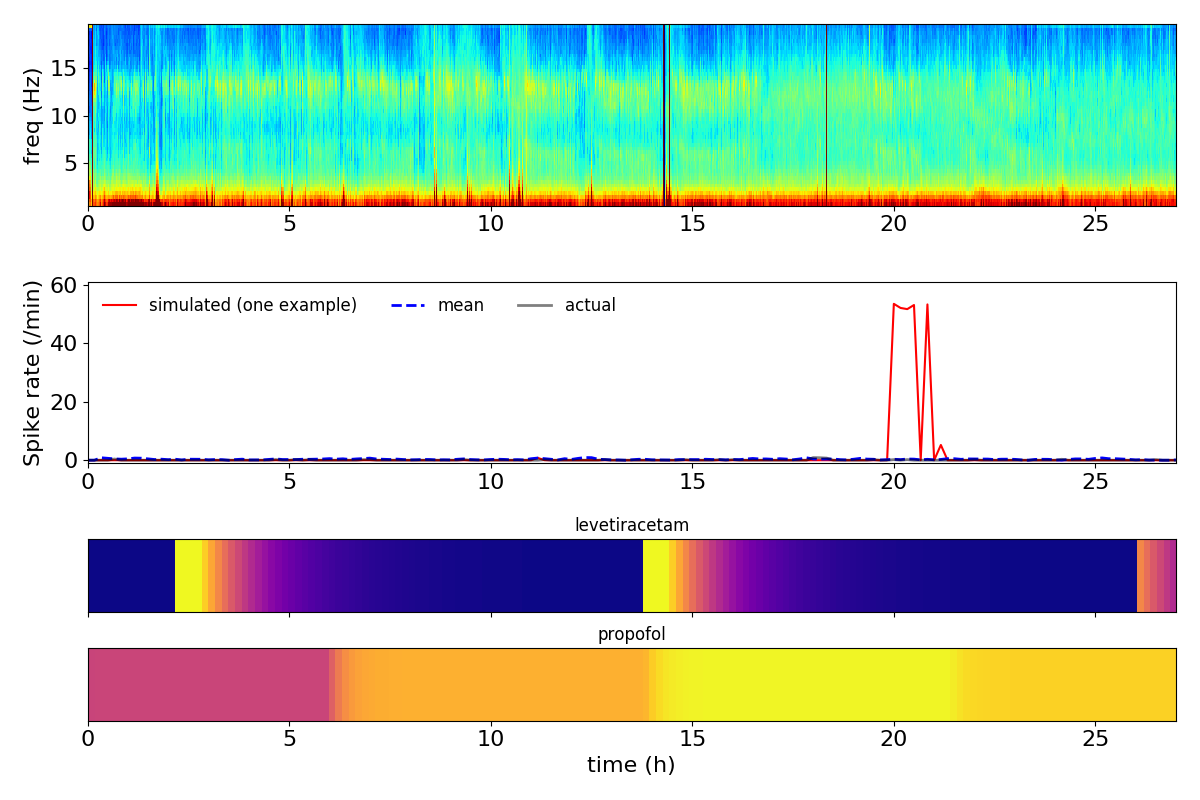 freq (Hz)
15
10
5
0 5 10 15 20 25
Spike rate (/min)
60
40
20
0
simulated (one example) mean actual
0 5 10 15 20 25
levetiracetam
propofol
0 5 10 15 20 25
time (h)